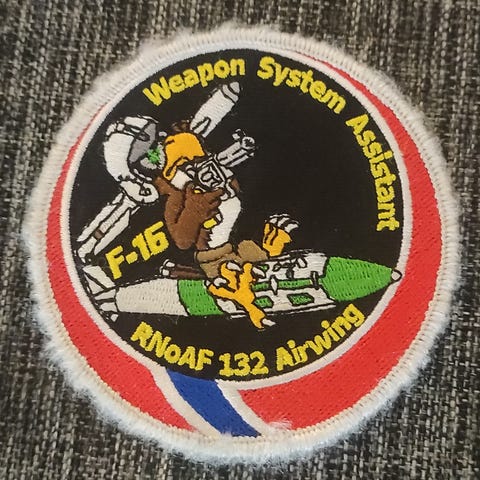 Weapon System Assistant
F-16
RNoAF 132 Airwing